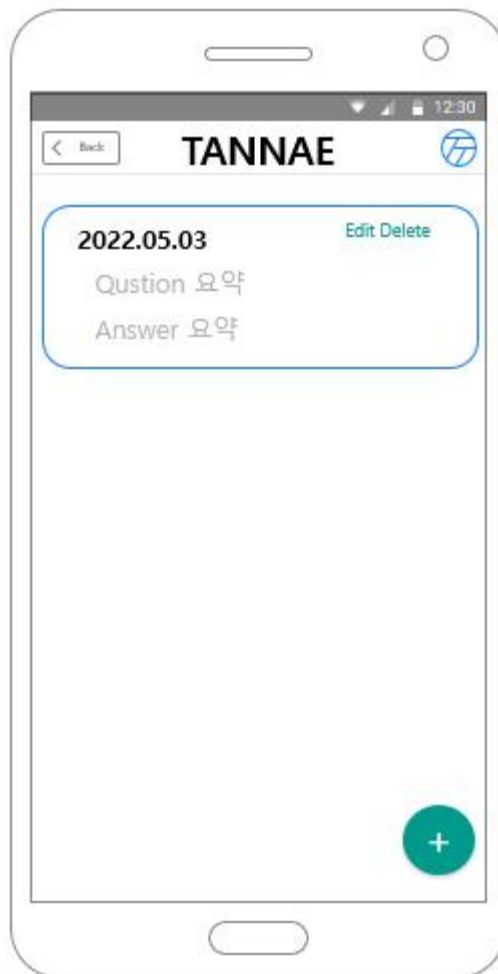 12:30
Back
TANNAE
2022.05.03
Edit Delete
Qustion 요약
Answer 요약
+